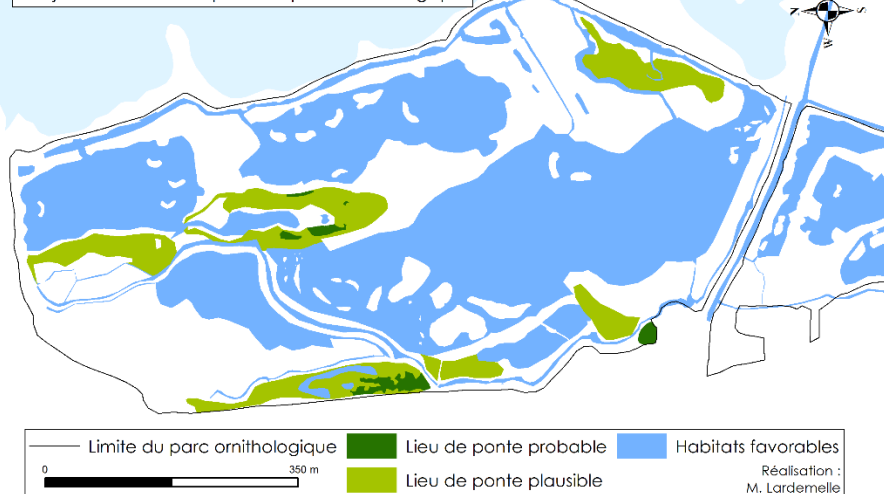 N
S
W
Limite du parc ornithologique
Lieu de ponte probable
Habitats favorables
0
350 m
Lieu de ponte plausible
Réalisation :
M. Lardemelle